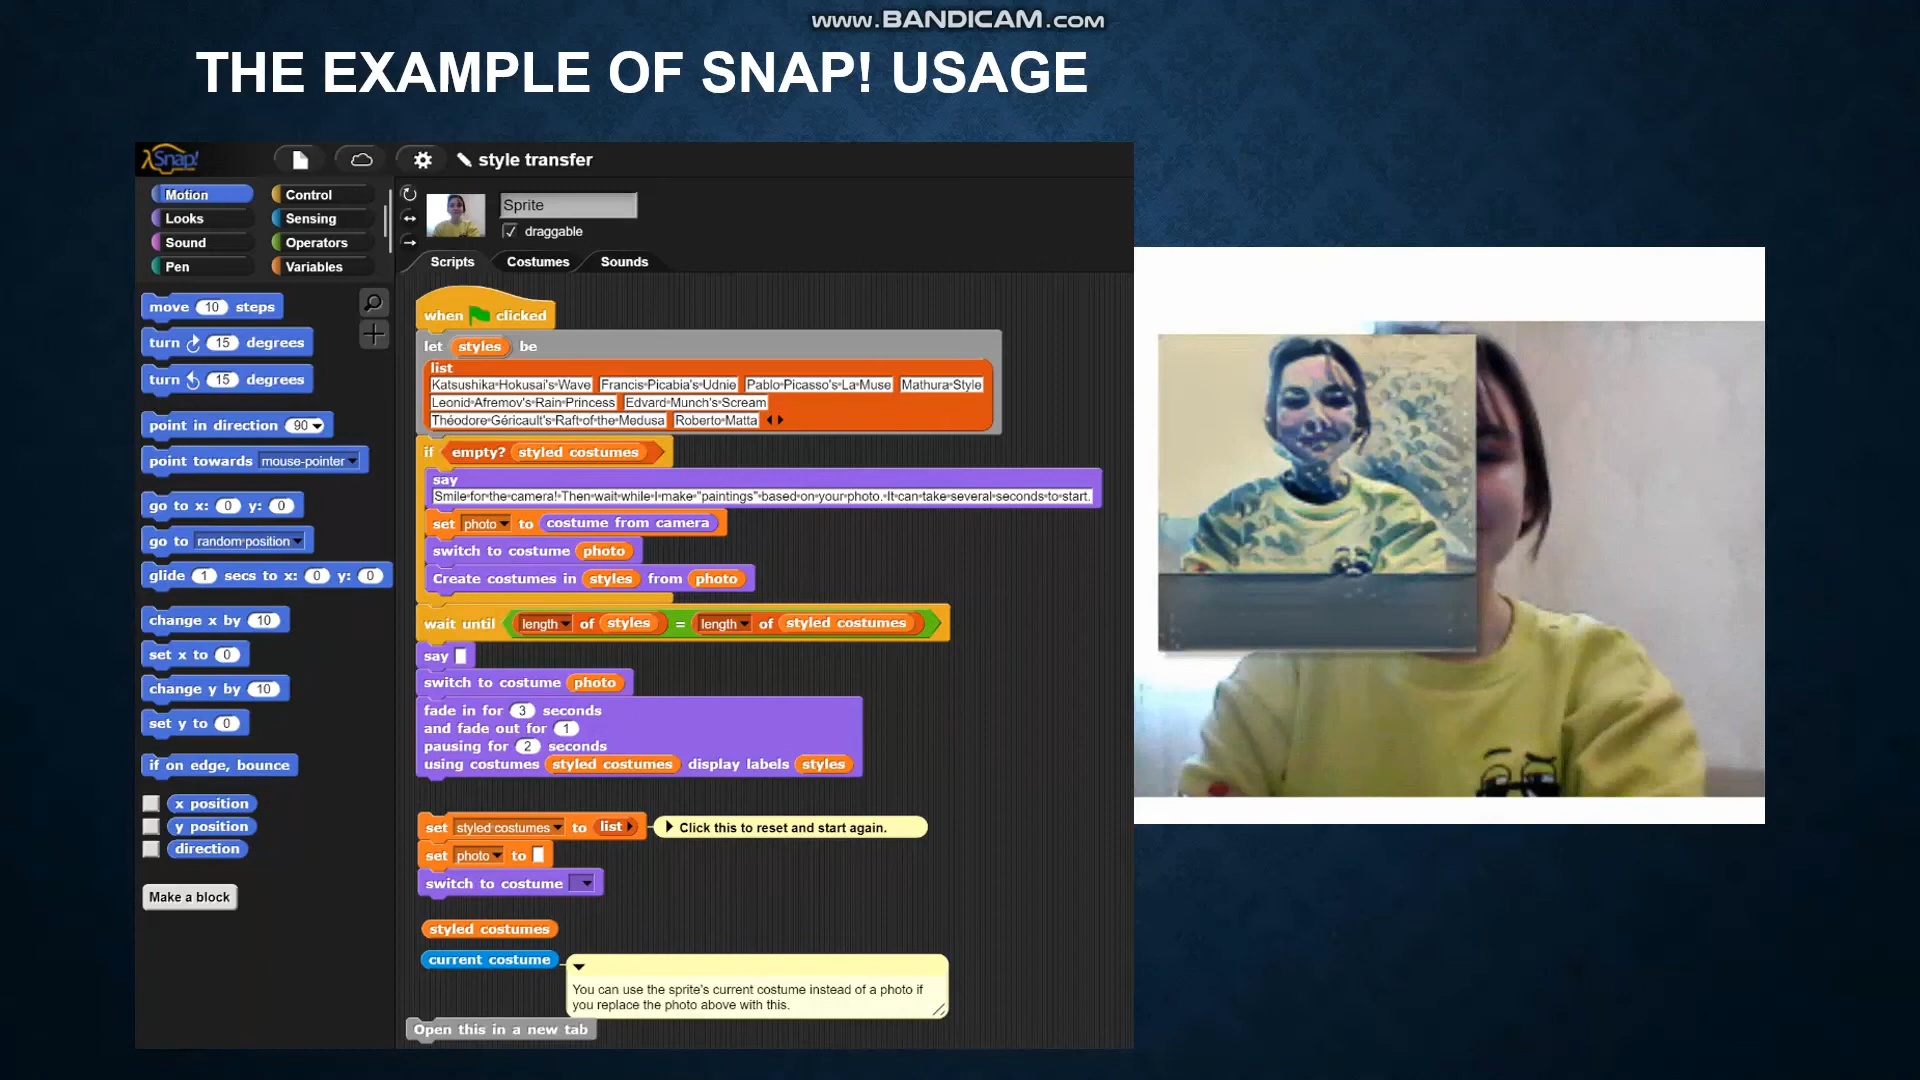 www.BANDICAM.com
THE EXAMPLE OF SNAP! USAGE
λSnap!
style transfer
Motion
Control
Looks
Sensing
Sound
Operators
Pen
Variables
Sprite
draggable
Scripts
Costumes
Sounds
move 10 steps
turn 15 degrees
turn 15 degrees
point in direction 90
point towards mouse-pointer
go to x: 0 y: 0
go to random position
glide 1 secs to x: 0 y: 0
change x by 10
set x to 0
change y by 10
set y to 0
if on edge, bounce
x position
y position
direction
Make a block
when clicked
let styles be
list
Katsushika Hokusai's Wave Francis Picabia's Udnie Pablo Picasso's La Muse Mathura Style
Leonid Afremov's Rain Princess Edvard Munch's Scream
Théodore Géricault's Raft of the Medusa Roberto Matta
if empty? styled costumes
say
Smile for the camera! Then wait while I make "paintings" based on your photo. It can take several seconds to start.
set photo to costume from camera
switch to costume photo
Create costumes in styles from photo
wait until length of styles = length of styled costumes
say
switch to costume photo
fade in for 3 seconds
and fade out for 1
pausing for 2 seconds
using costumes styled costumes display labels styles
set styled costumes to list
Click this to reset and start again.
set photo to
switch to costume
styled costumes
current costume
You can use the sprite's current costume instead of a photo if
you replace the photo above with this.
Open this in a new tab